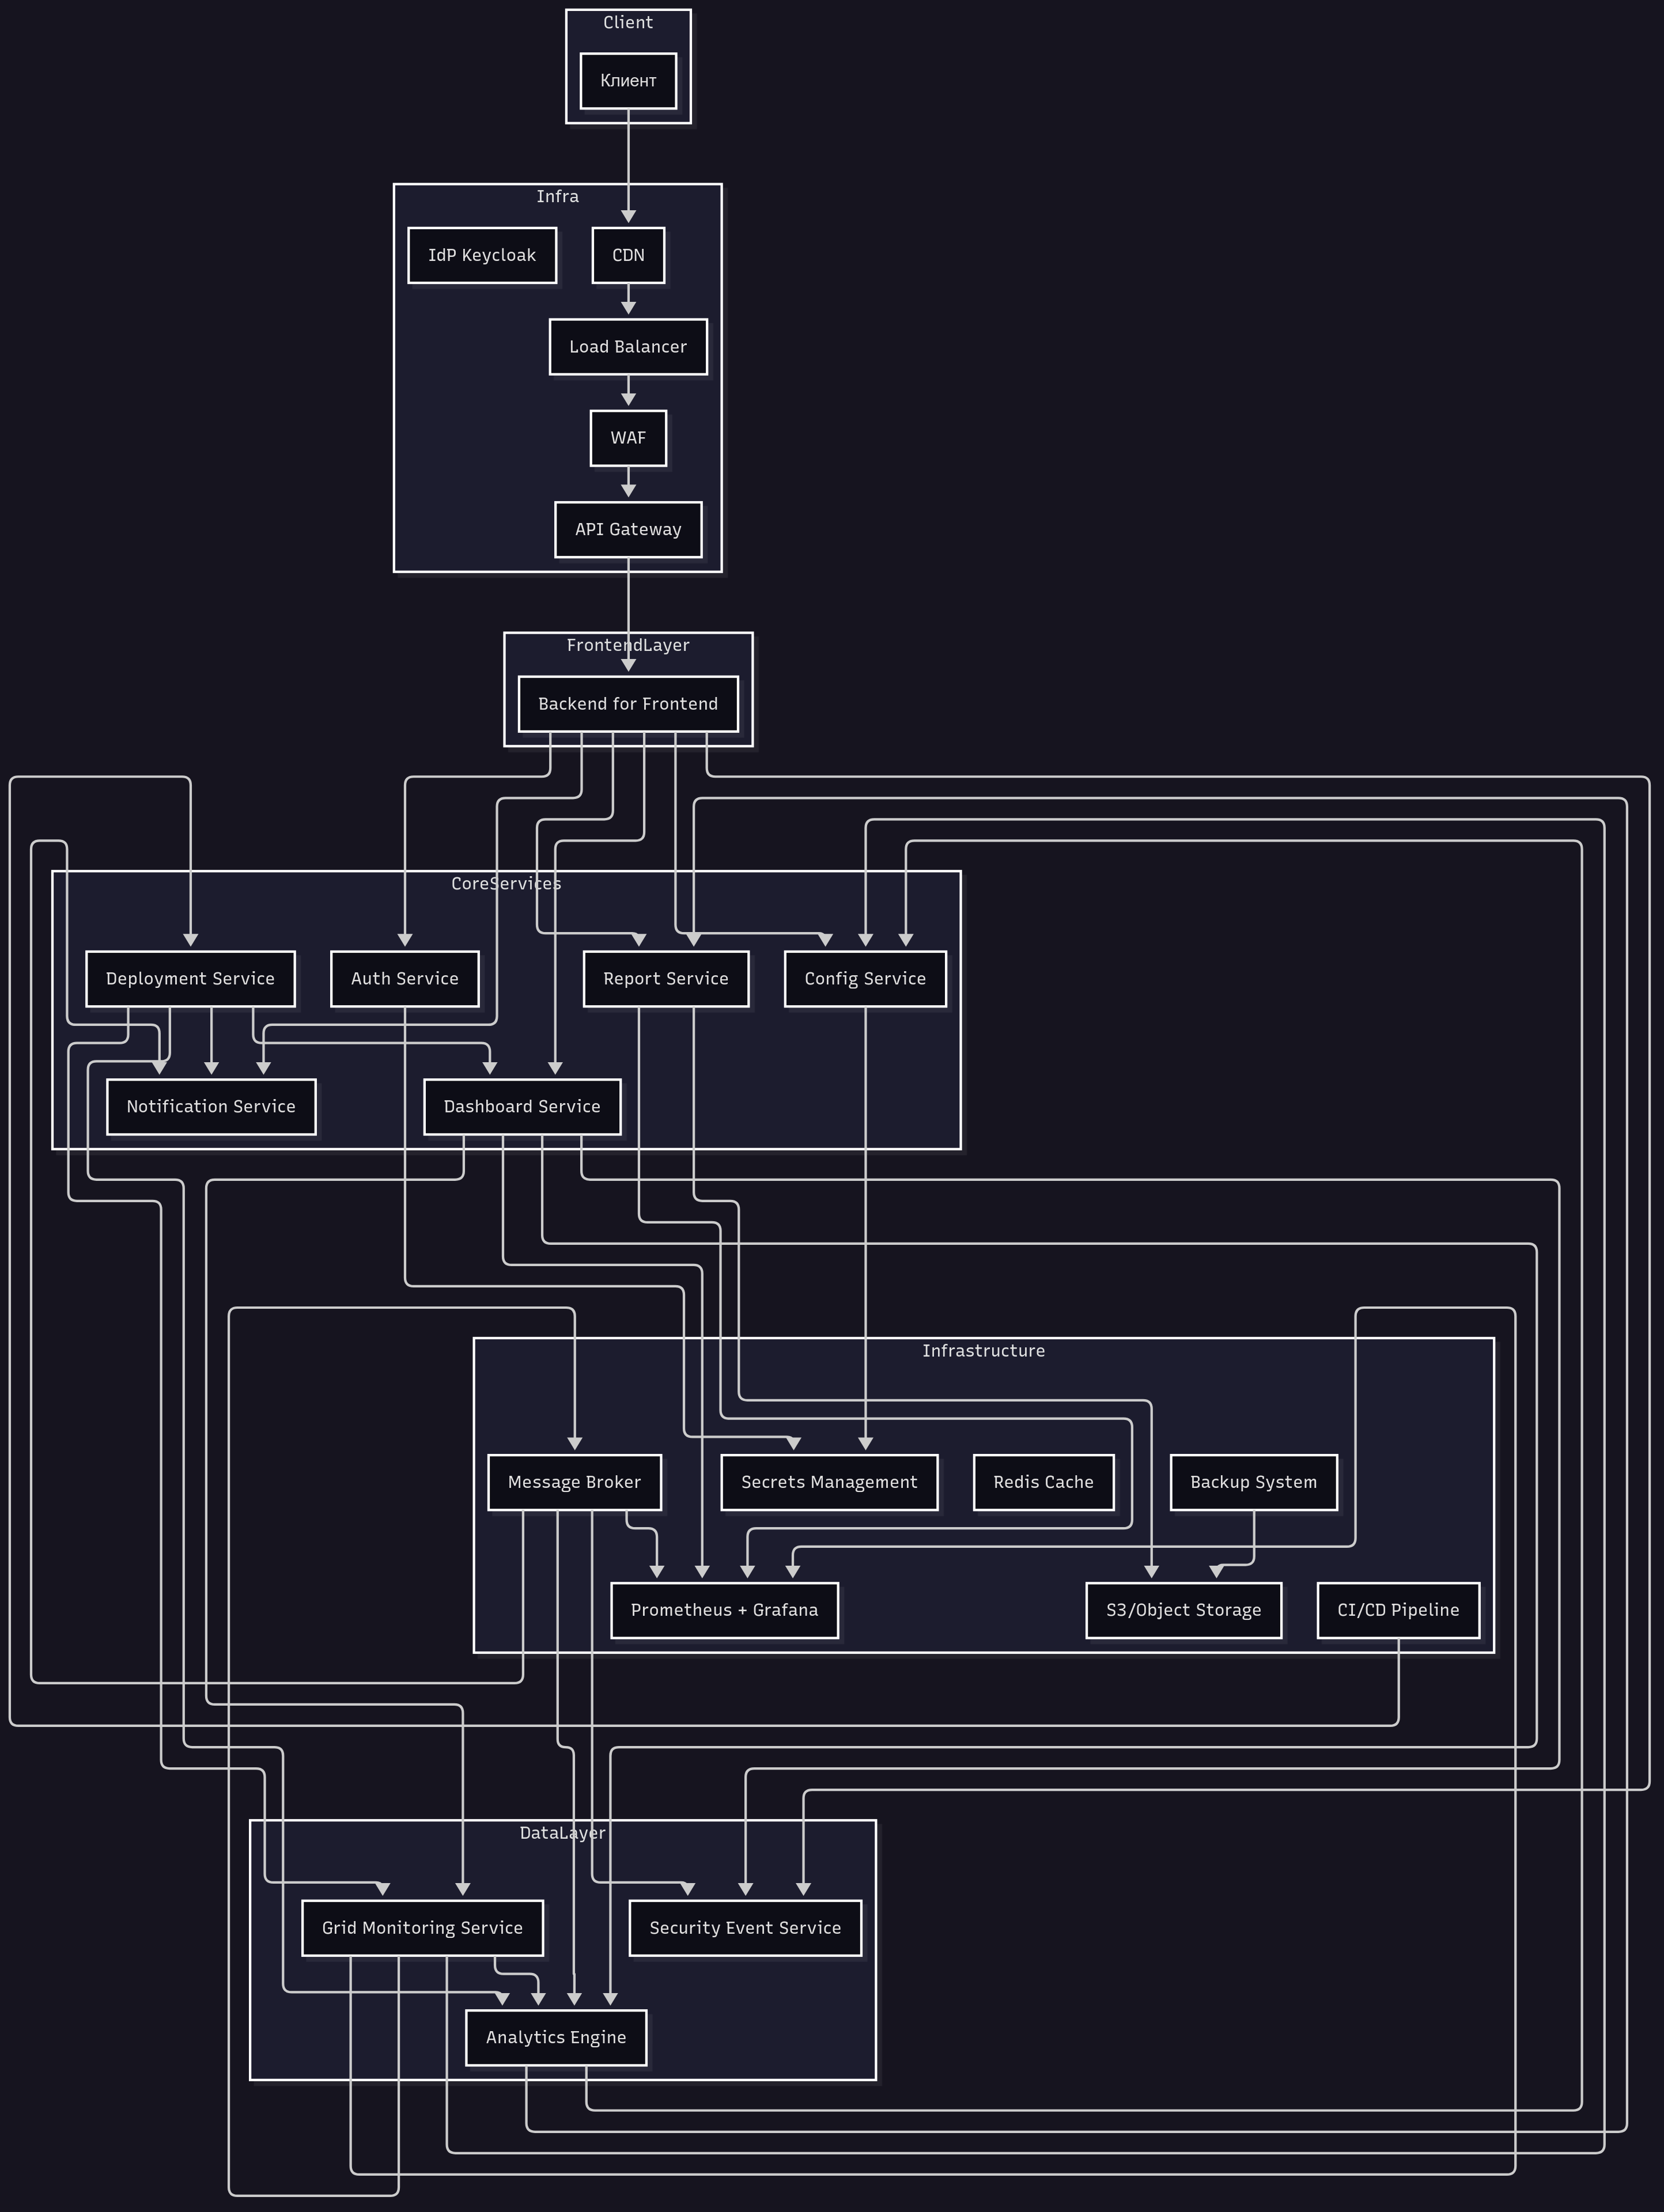 Client
Клиент
Infra
IdP Keycloak
CDN
Load Balancer
WAF
API Gateway
FrontendLayer
Backend for Frontend
CoreServices
Deployment Service
Auth Service
Report Service
Config Service
Notification Service
Dashboard Service
Infrastructure
Message Broker
Secrets Management
Redis Cache
Backup System
Prometheus + Grafana
S3/Object Storage
CI/CD Pipeline
DataLayer
Grid Monitoring Service
Security Event Service
Analytics Engine